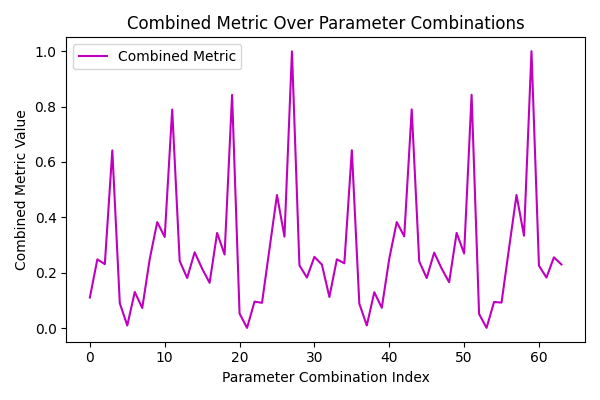 Combined Metric Over Parameter Combinations
Combined Metric
Combined Metric Value
1.0
0.8
0.6
0.4
0.2
0.0
0 10 20 30 40 50 60
Parameter Combination Index